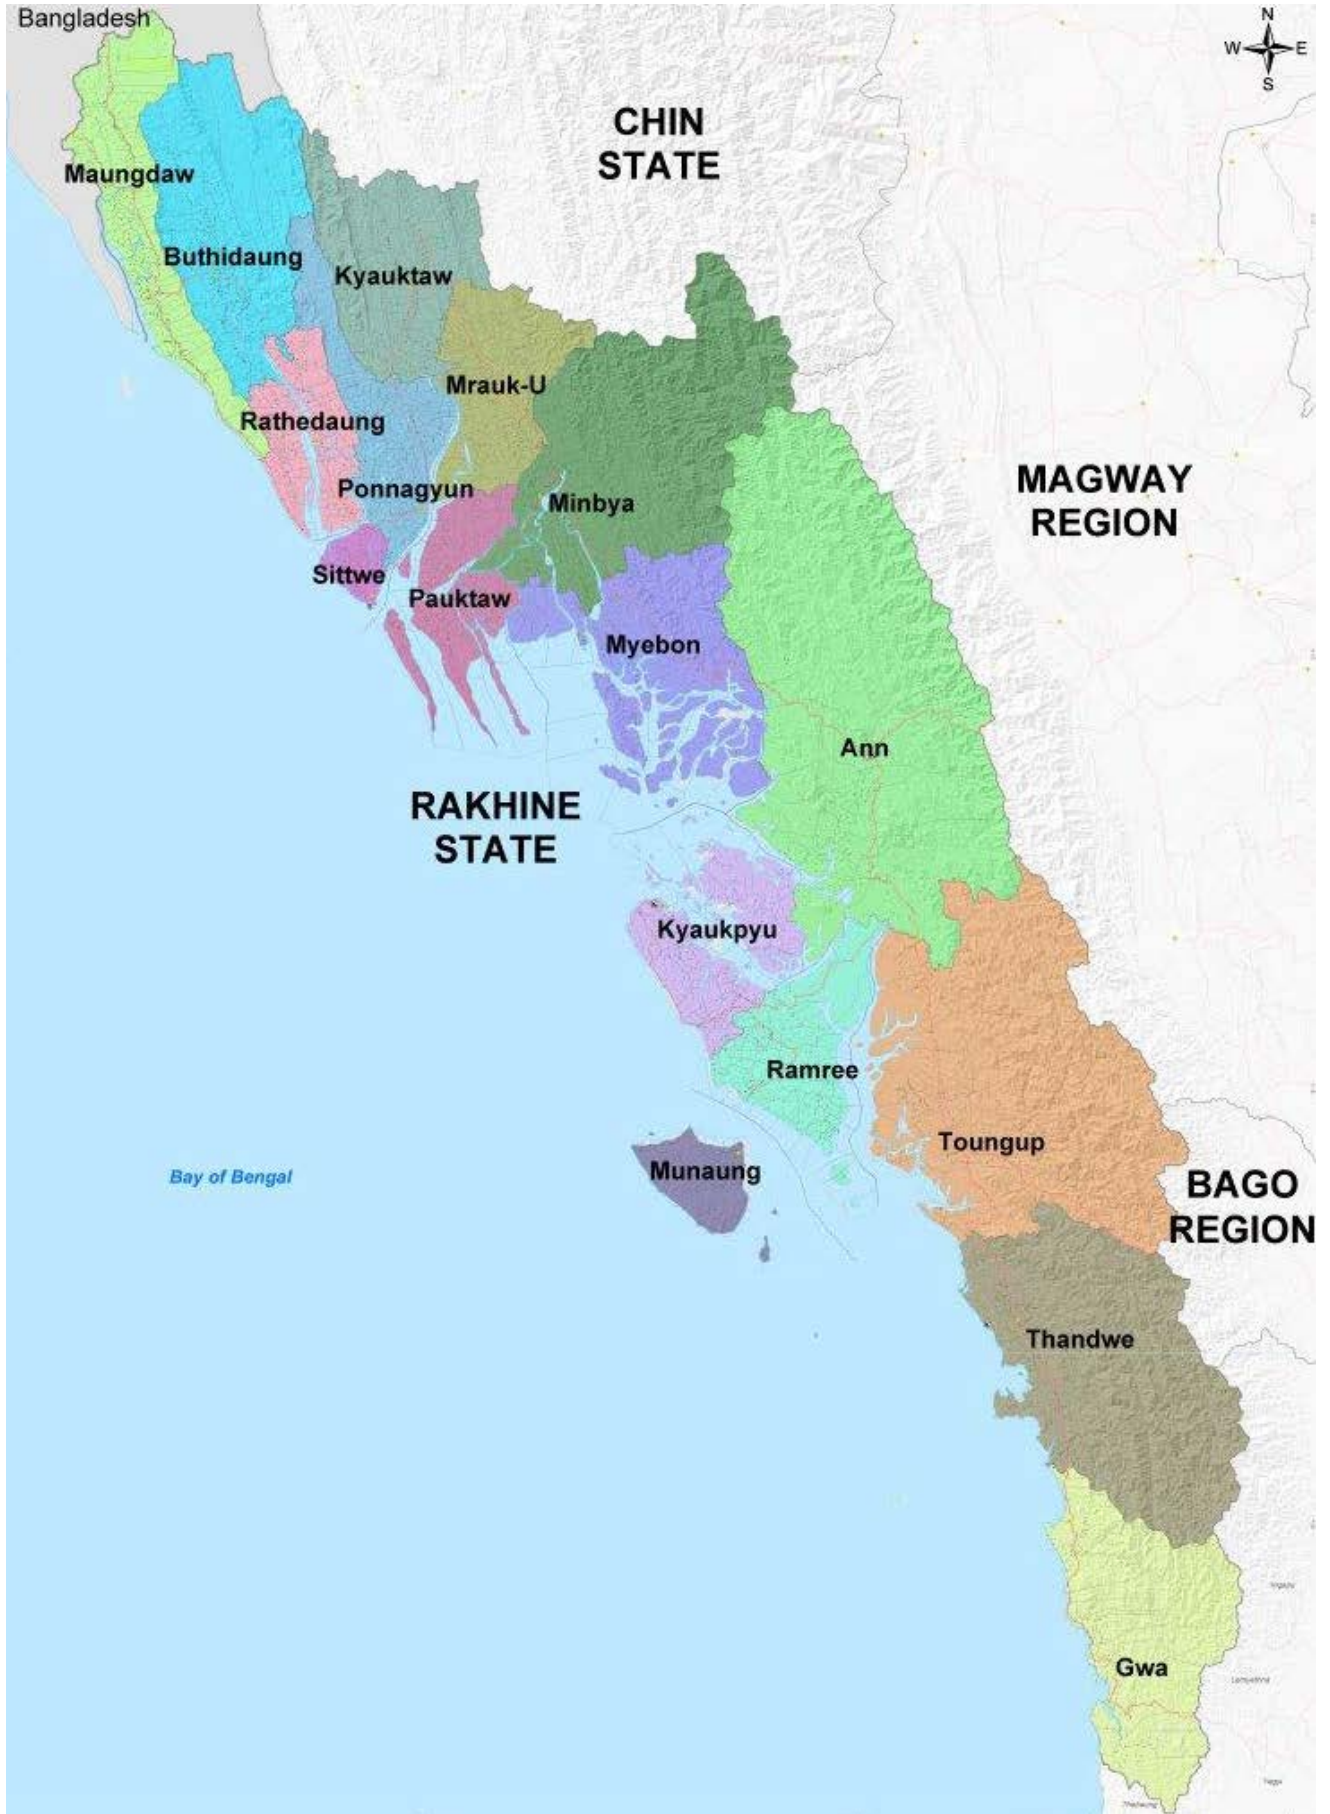 Bangladesh
N
W E
S
CHIN
STATE
Maungdaw
Buthidaung
Kyauktaw
Mrauk-U
Rathedaung
MAGWAY
REGION
Ponnagyun
Minbya
Sittwe
Pauktaw
Myebon
Ann
RAKHINE
STATE
Kyaukpyu
Ramree
Toungup
Munaung
Bay of Bengal
BAGO
REGION
Thandwe
Gwa